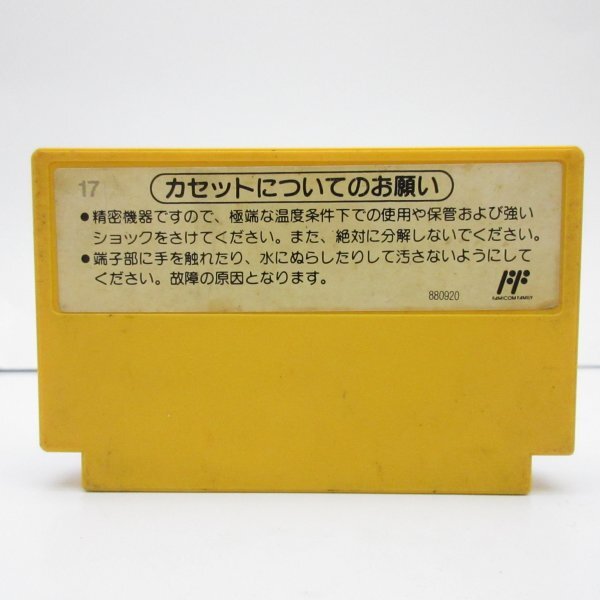 17
カセットについてのお願い
●精密機器ですので、極端な温度条件下での使用や保管および強い
ショックをさけてください。また、絶対に分解しないでください。
●端子部に手を触れたり、水にぬらしたりして汚さないようにして
ください。故障の原因となります。
880920
FF
FAMICOM FAMILY